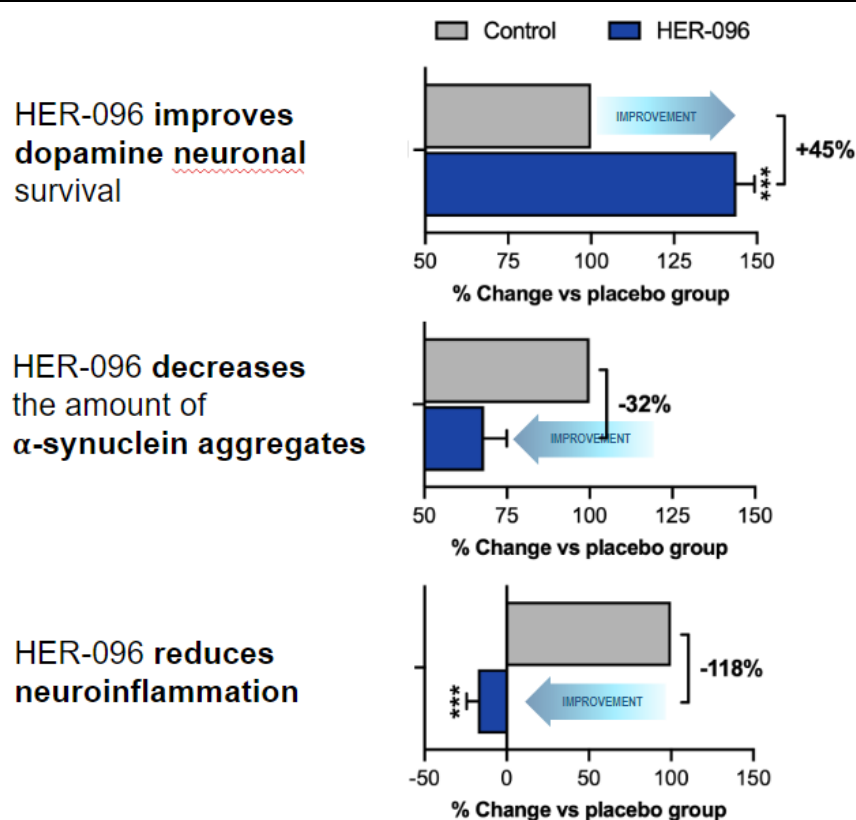 Control HER-096
HER-096 improves
dopamine neuronal
survival
IMPROVEMENT
***
+45%
50 75 100 125 150
% Change vs placebo group
HER-096 decreases
the amount of
α-synuclein aggregates
-32%
IMPROVEMENT
50 75 100 125 150
% Change vs placebo group
HER-096 reduces
neuroinflammation
-118%
***
IMPROVEMENT
-50 0 50 100 150
% Change vs placebo group